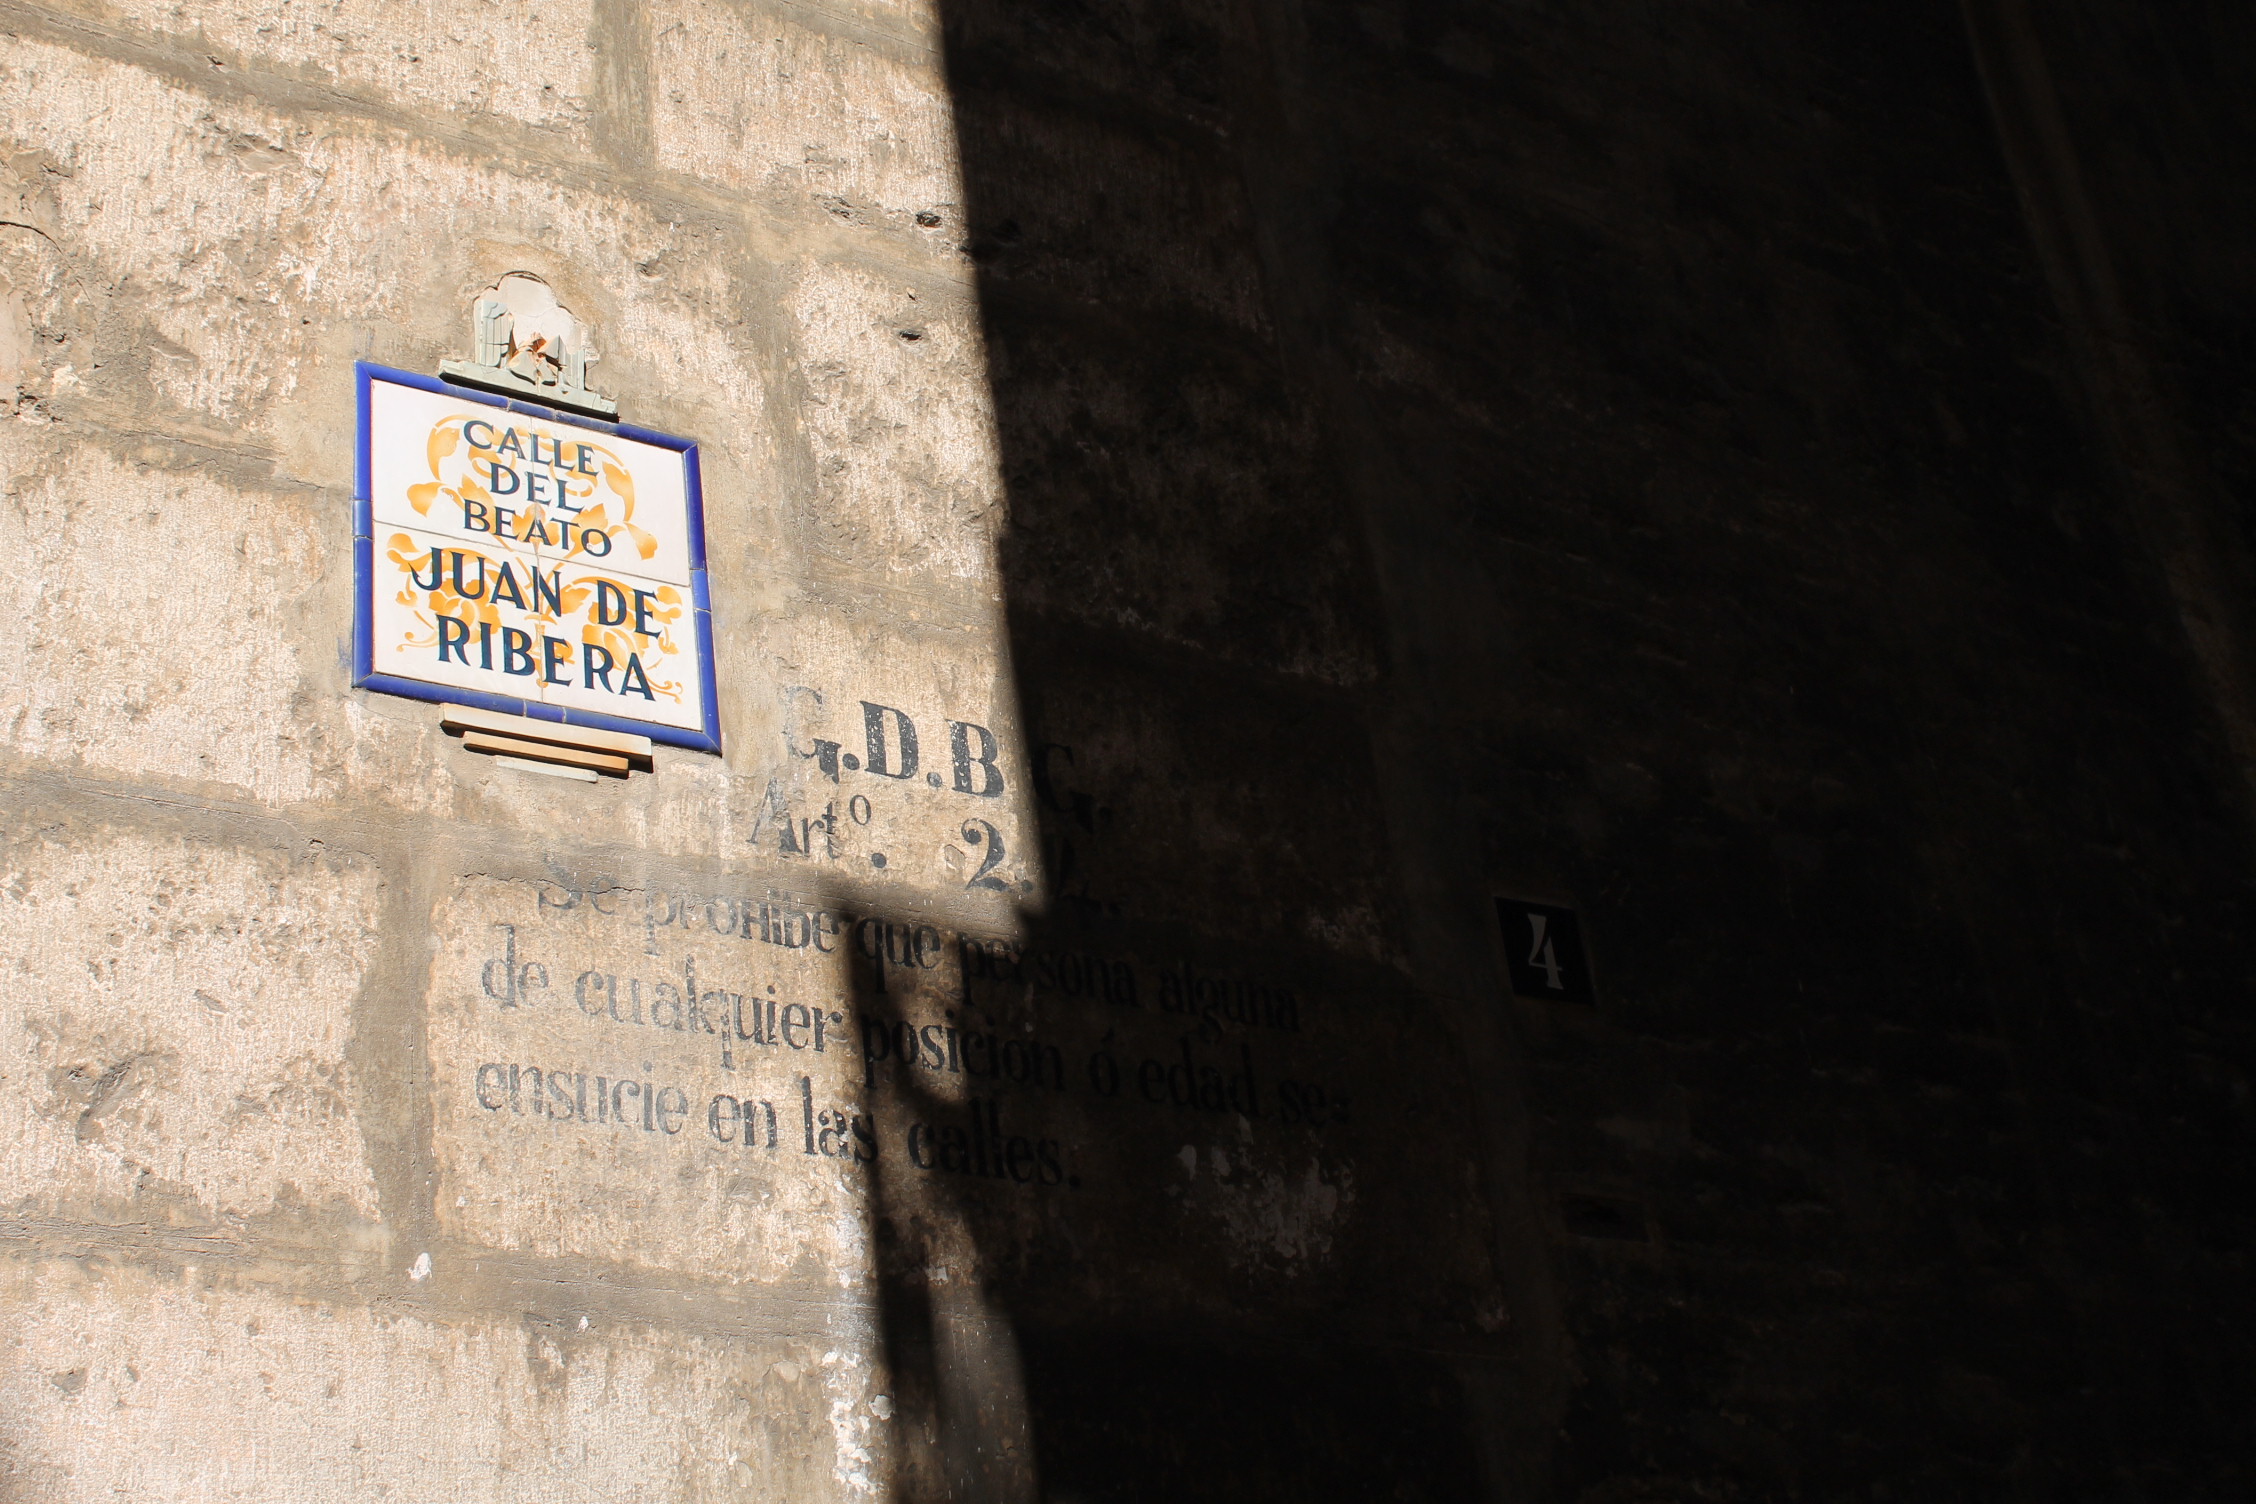 CALLE
DEL
BEATO
JUAN DE
RIBERA
G.D.B.G.
Artº. 2.
Se prohibe que persona alguna
de cualquier posición ó edad se=
ensucie en las calles.
4